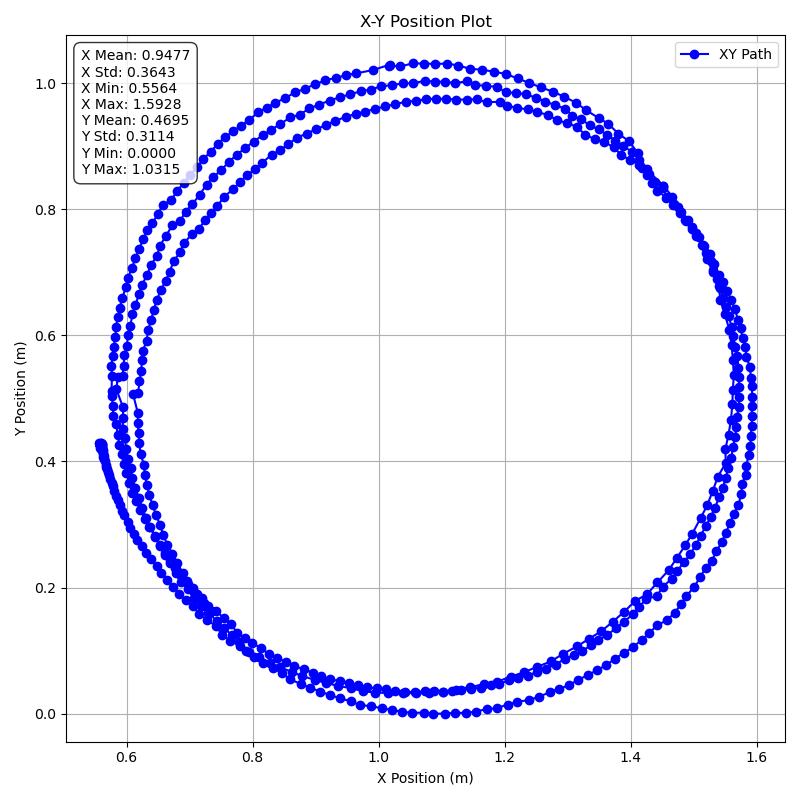 X-Y Position Plot
X Mean: 0.9477
X Std: 0.3643
X Min: 0.5564
X Max: 1.5928
Y Mean: 0.4695
Y Std: 0.3114
Y Min: 0.0000
Y Max: 1.0315
XY Path
1.0
0.8
0.6
0.4
0.2
0.0
Y Position (m)
0.6 0.8 1.0 1.2 1.4 1.6
X Position (m)